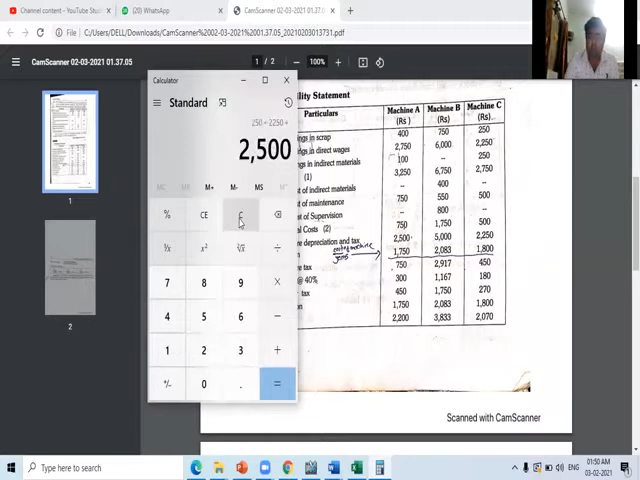 Channel content - YouTube Stud
(20) WhatsApp
CamScanner 02-03-2021 01.37.05
C:/Users/DELL/Downloads/CamScanner%2002-03-2021%2001.37.05_20210203013731.pdf
CamScanner 02-03-2021 01.37.05
1 / 2
100%
1
2
Calculator
Standard
250 + 2250 +
2,500
MC MR M+ M- MS M˅
% CE C
¹/x x² ²√x ÷
7 8 9 ×
4 5 6 −
1 2 3 +
+/- 0 . =
ility Statement
Particulars Machine A (Rs) Machine B (Rs) Machine C (Rs)
ings in scrap 400 750 250
ings in direct wages 2,750 6,000 2,250
ings in indirect materials 100 -- 250
(1) 3,250 6,750 2,750
st of indirect materials -- 400 --
st of maintenance 750 550 500
st of Supervision -- 800 --
al Costs (2) 750 1,750 500
re depreciation and tax 2,500 5,000 2,250
on 1,750 2,083 1,800
cost of machine
years
re tax 750 2,917 450
@ 40% 300 1,167 180
r tax 450 1,750 270
on 1,750 2,083 1,800
2,200 3,833 2,070
Scanned with CamScanner
Type here to search
ENG
01:50 AM
03-02-2021